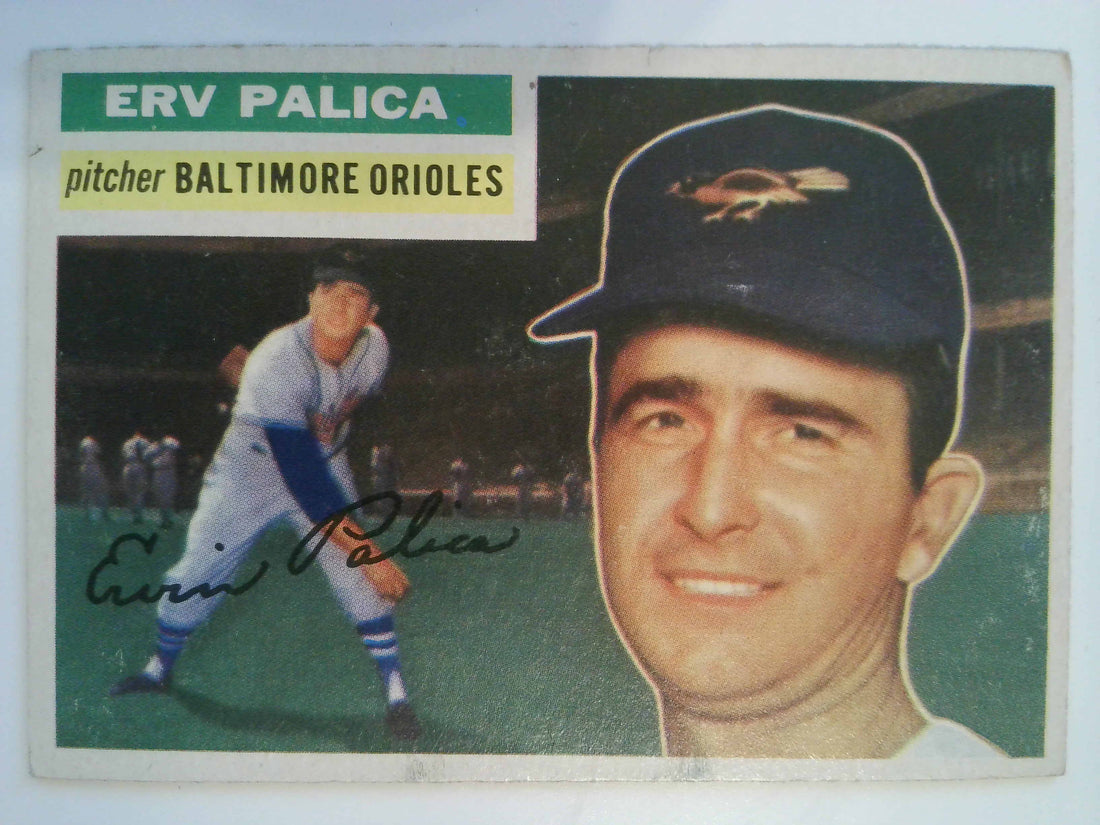 ERV PALICA
pitcher BALTIMORE ORIOLES
Ervin Palica